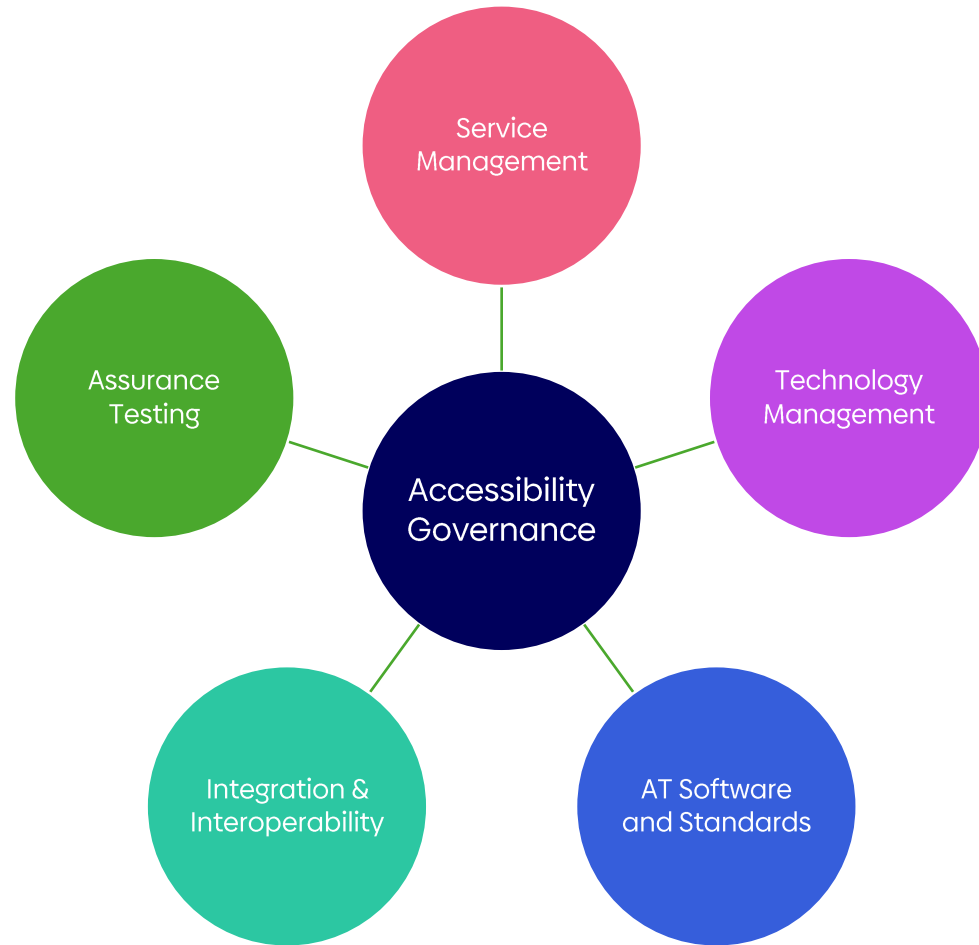 Service
Management
Assurance
Testing
Technology
Management
Accessibility
Governance
Integration &
Interoperability
AT Software
and Standards